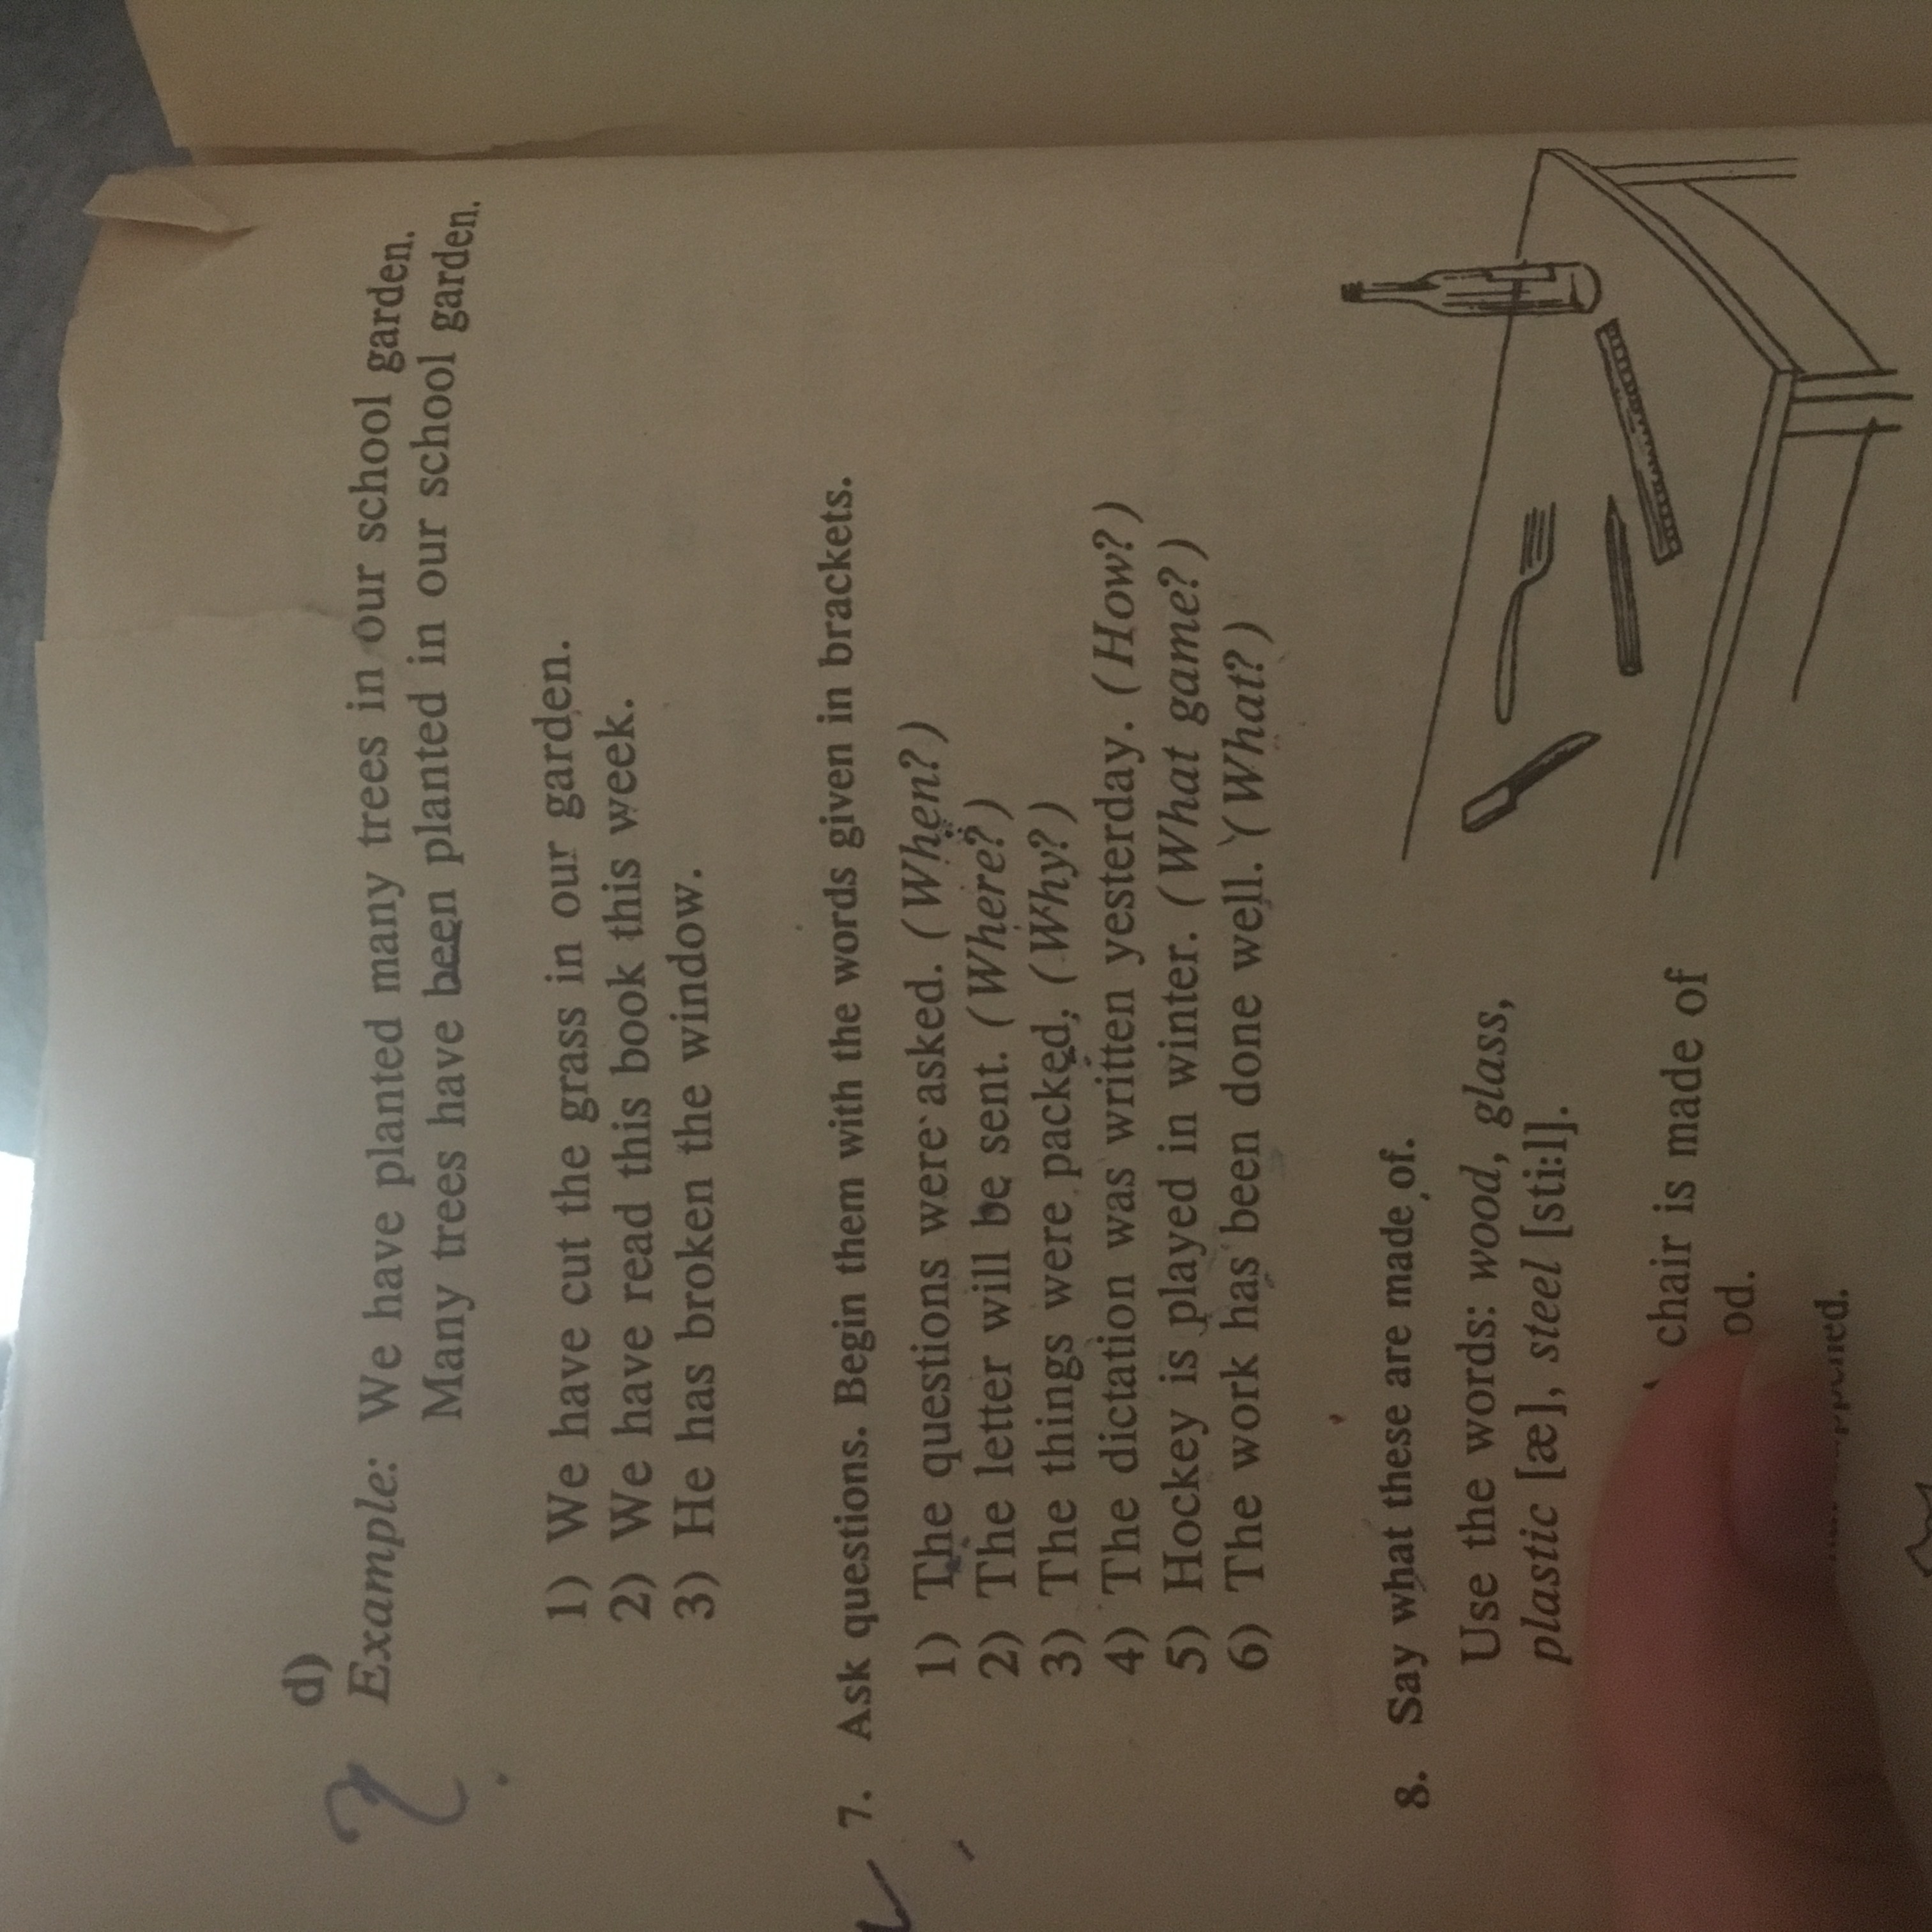 d)
Example: We have planted many trees in our school garden.
Many trees have been planted in our school garden.
1) We have cut the grass in our garden.
2) We have read this book this week.
3) He has broken the window.
7. Ask questions. Begin them with the words given in brackets.
1) The questions were asked. (When?)
2) The letter will be sent. (Where?)
3) The things were packed. (Why?)
4) The dictation was written yesterday. (How?)
5) Hockey is played in winter. (What game?)
6) The work has been done well. (What?)
8. Say what these are made of.
Use the words: wood, glass,
plastic [æ], steel [sti:l].
chair is made of
od.